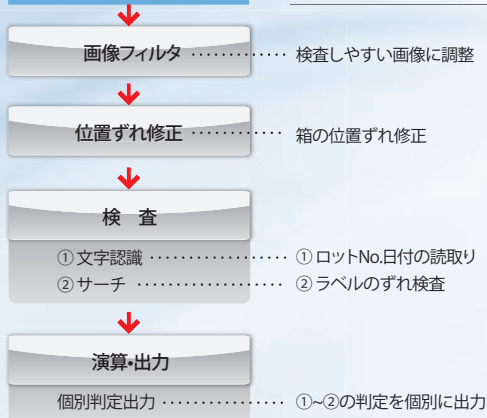 画像フィルタ ············· 検査しやすい画像に調整
位置ずれ修正 ············ 箱の位置ずれ修正
検　査
①文字認識 ·················· ①ロットNo.日付の読取り
②サーチ ···················· ②ラベルのずれ検査
演算・出力
個別判定出力 ················ ①~②の判定を個別に出力